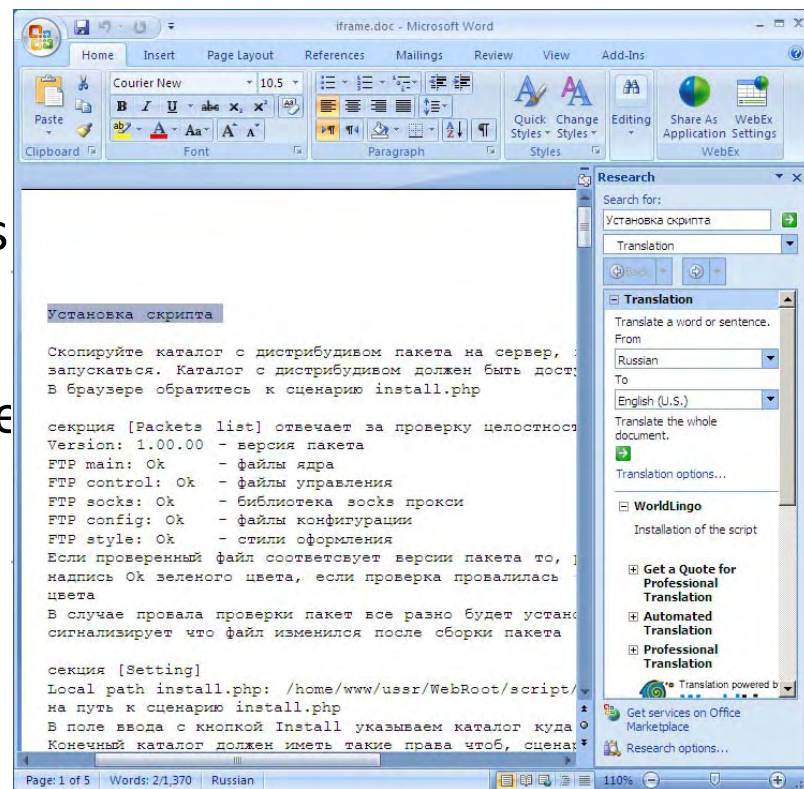 iframe.doc - Microsoft Word
Home Insert Page Layout References Mailings Review View Add-Ins
Paste
Courier New 10.5
Quick Styles Change Styles
Editing
Share As Application WebEx Settings
Clipboard Font Paragraph Styles WebEx
s
e
Установка скрипта
Скопируйте каталог с дистрибудивом пакета на сервер,
запускаться. Каталог с дистрибудивом должен быть дост
В браузере обратитесь к сценарию install.php
секрция [Packets list] отвечает за проверку целостност
Version: 1.00.00 - версия пакета
FTP main: Ok - файлы ядра
FTP control: Ok - файлы управления
FTP socks: Ok - библиотека socks прокси
FTP config: Ok - файлы конфигурации
FTP style: Ok - стили оформления
Если проверенный файл соответсвует версии пакета то,
надпись Ok зеленого цвета, если проверка провалилась
цвета
В случае провала проверки пакет все разно будет устан
сигнализирует что файл изменился после сборки пакета
секция [Setting]
Local path install.php: /home/www/ussr/WebRoot/script/
на путь к сценарию install.php
В поле ввода с кнопкой Install указываем каталог куда
Конечный каталог должен иметь такие права чтоб, сцена
Research
Search for:
Установка скрипта
Translation
Back
Translation
Translate a word or sentence.
From
Russian
To
English (U.S.)
Translate the whole
document.
Translation options...
WorldLingo
Installation of the script
Get a Quote for
Professional
Translation
Automated
Translation
Professional
Translation
Translation powered b
Get services on Office
Marketplace
Research options...
Page: 1 of 5 Words: 2/1,370 Russian 110%